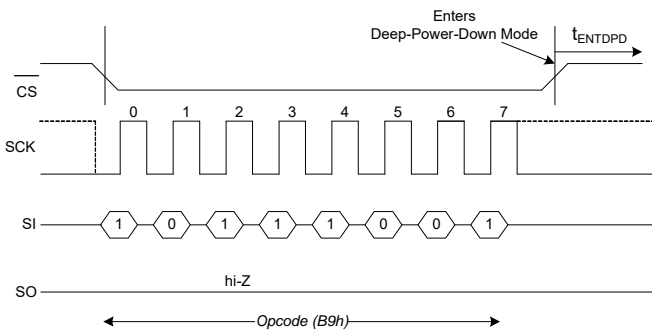 Enters
Deep-Power-Down Mode
tENTDPD
CS
0 1 2 3 4 5 6 7
SCK
SI 1 0 1 1 1 0 0 1
hi-Z
SO
Opcode (B9h)